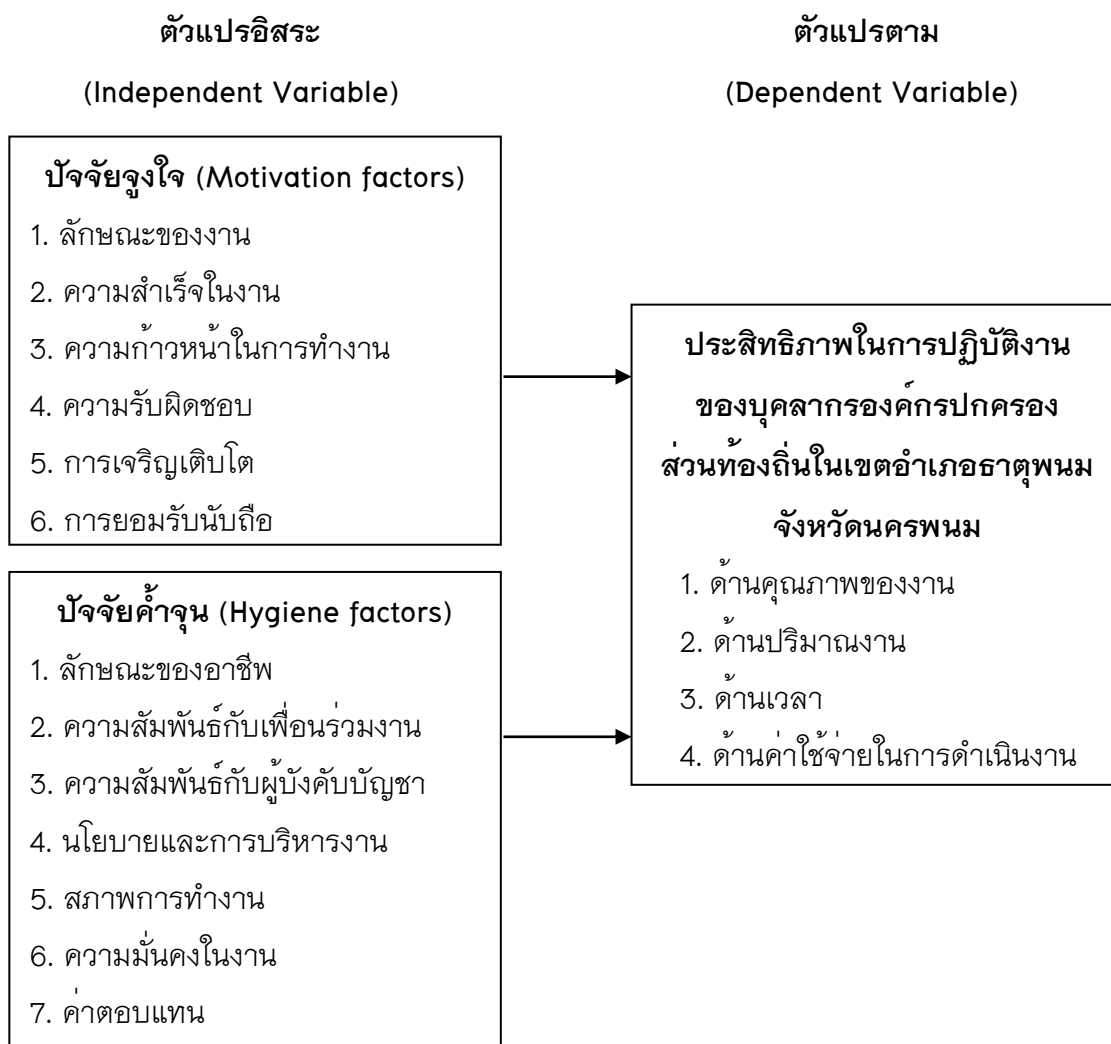 ตัวแปรอิสระ
(Independent Variable)
ปัจจัยจูงใจ (Motivation factors)
1. ลักษณะของงาน
2. ความสำเร็จในงาน
3. ความก้าวหน้าในการทำงาน
4. ความรับผิดชอบ
5. การเจริญเติบโต
6. การยอมรับนับถือ
ปัจจัยค้ำจุน (Hygiene factors)
1. ลักษณะของอาชีพ
2. ความสัมพันธ์กับเพื่อนร่วมงาน
3. ความสัมพันธ์กับผู้บังคับบัญชา
4. นโยบายและการบริหารงาน
5. สภาพการทำงาน
6. ความมั่นคงในงาน
7. ค่าตอบแทน
ตัวแปรตาม
(Dependent Variable)
ประสิทธิภาพในการปฏิบัติงาน
ของบุคลากรองค์กรปกครอง
ส่วนท้องถิ่นในเขตอำเภอธาตุพนม
จังหวัดนครพนม
1. ด้านคุณภาพของงาน
2. ด้านปริมาณงาน
3. ด้านเวลา
4. ด้านค่าใช้จ่ายในการดำเนินงาน